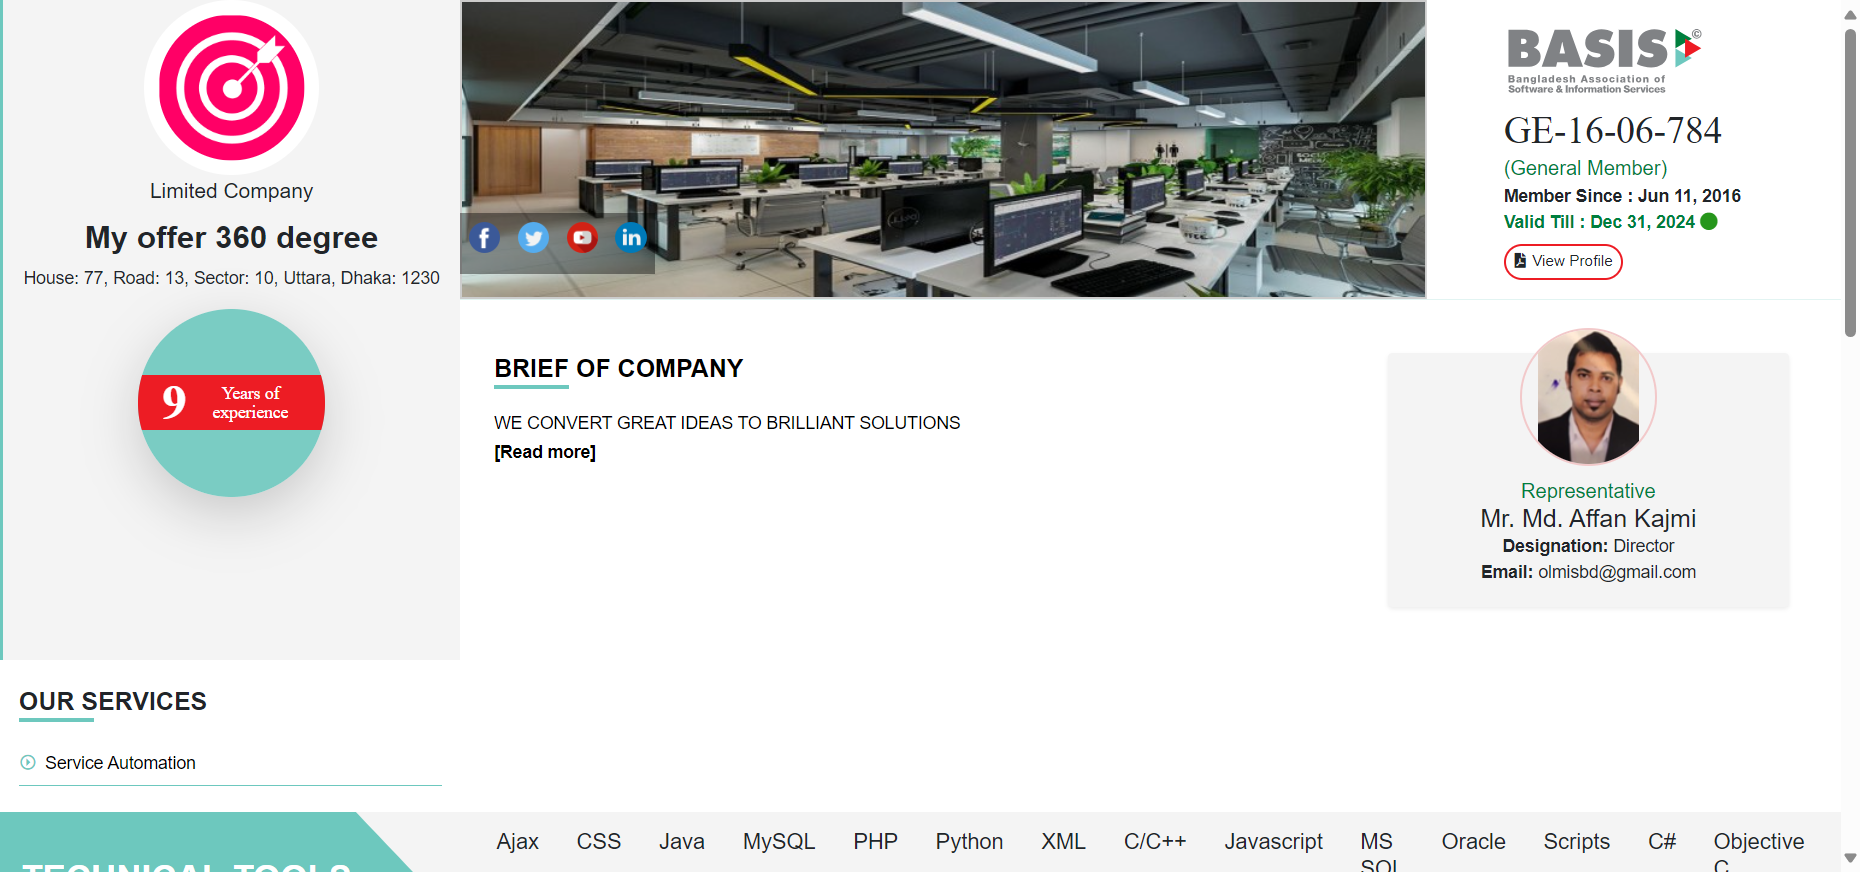 Limited Company
My offer 360 degree
House: 77, Road: 13, Sector: 10, Uttara, Dhaka: 1230
9 Years of
experience
BASIS ©
Bangladesh Association of
Software & Information Services
GE-16-06-784
(General Member)
Member Since : Jun 11, 2016
Valid Till : Dec 31, 2024
View Profile
BRIEF OF COMPANY
WE CONVERT GREAT IDEAS TO BRILLIANT SOLUTIONS
[Read more]
Representative
Mr. Md. Affan Kajmi
Designation: Director
Email: olmisbd@gmail.com
OUR SERVICES
Service Automation
TECHNICAL TOOLS
Ajax CSS Java MySQL PHP Python XML C/C++ Javascript MS SQL Oracle Scripts C# Objective C